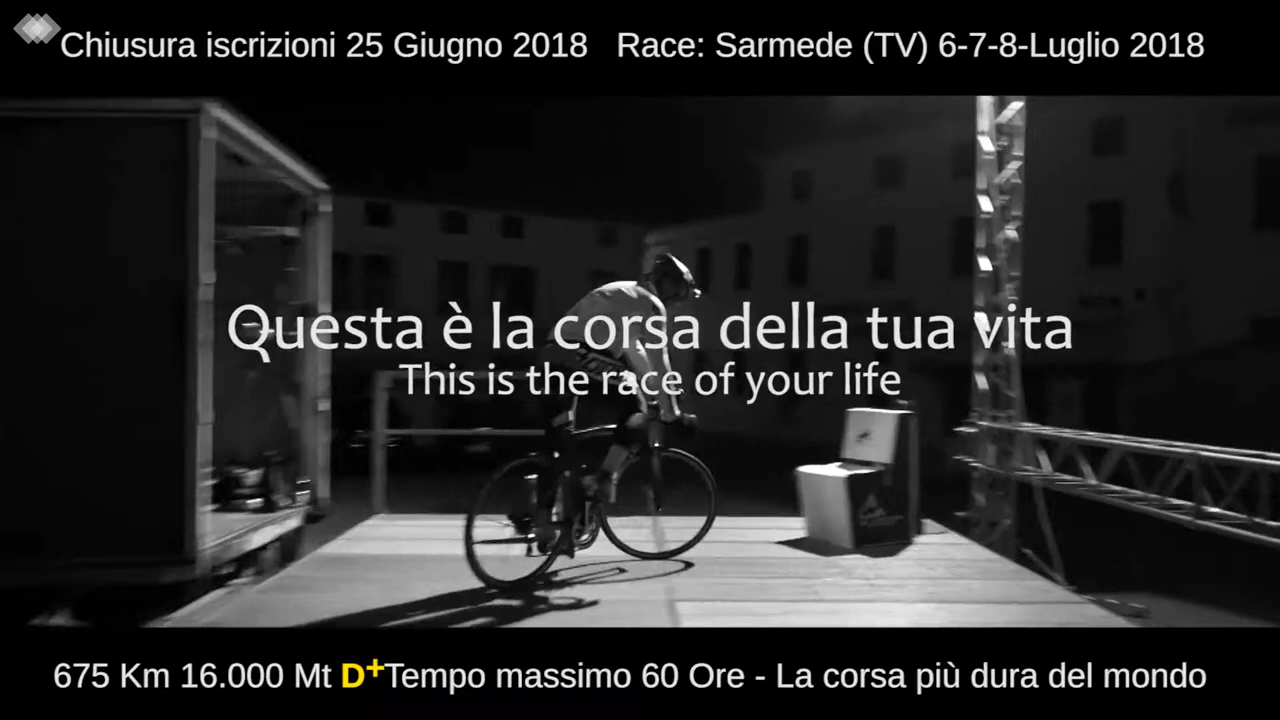 Chiusura iscrizioni 25 Giugno 2018 Race: Sarmede (TV) 6-7-8-Luglio 2018
Questa è la corsa della tua vita
This is the race of your life
675 Km 16.000 Mt D+Tempo massimo 60 Ore - La corsa più dura del mondo